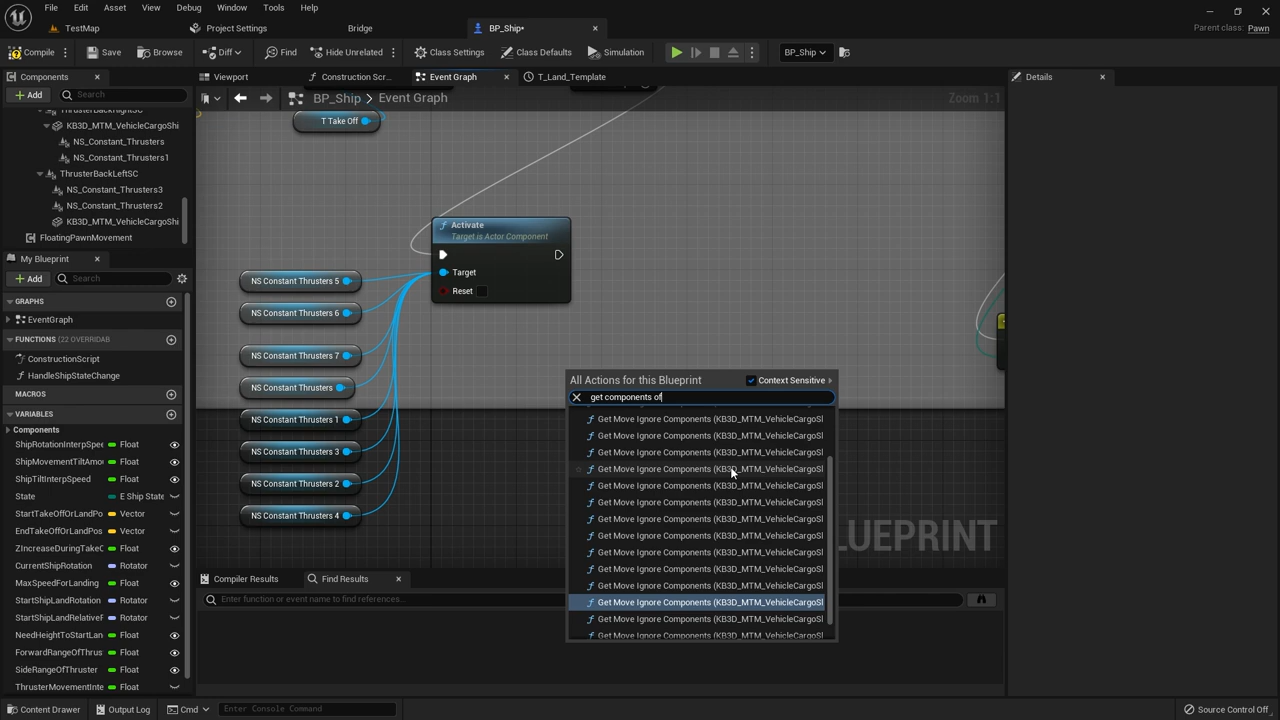 File Edit Asset View Debug Window Tools Help
TestMap Project Settings Bridge BP_Ship• Parent class: Pawn
Compile Save Browse Diff Find Hide Unrelated Class Settings Class Defaults Simulation BP_Ship
Components Viewport Construction Scr... Event Graph T_Land_Template Details
Add Search BP_Ship > Event Graph Zoom 1:1
KB3D_MTM_VehicleCargoShi
NS_Constant_Thrusters
NS_Constant_Thrusters1
ThrusterBackLeftSC
NS_Constant_Thrusters3
NS_Constant_Thrusters2
KB3D_MTM_VehicleCargoShi
FloatingPawnMovement
My Blueprint
Add Search
GRAPHS
EventGraph
FUNCTIONS (22 OVERRIDAB
ConstructionScript
HandleShipStateChange
MACROS
VARIABLES
Components
ShipRotationInterpSpee Float
ShipMovementTiltAmo Float
ShipTiltInterpSpeed Float
State E Ship State
StartTakeOffOrLandPo Vector
EndTakeOffOrLandPos Vector
ZIncreaseDuringTakeC Float
CurrentShipRotation Rotator
MaxSpeedForLanding Float
StartShipLandRotation Rotator
StartShipLandRelativeF Rotator
NeedHeightToStartLan Float
ForwardRangeOfThrus Float
SideRangeOfThruster Float
ThrusterMovementInte Float
T Take Off
Activate
Target is Actor Component
Target
Reset
NS Constant Thrusters 5
NS Constant Thrusters 6
NS Constant Thrusters 7
NS Constant Thrusters
NS Constant Thrusters 1
NS Constant Thrusters 3
NS Constant Thrusters 2
NS Constant Thrusters 4
All Actions for this Blueprint Context Sensitive
get components of
Get Move Ignore Components (KB3D_MTM_VehicleCargoSl
Get Move Ignore Components (KB3D_MTM_VehicleCargoSl
Get Move Ignore Components (KB3D_MTM_VehicleCargoSl
Get Move Ignore Components (KB3D_MTM_VehicleCargoSl
Get Move Ignore Components (KB3D_MTM_VehicleCargoSl
Get Move Ignore Components (KB3D_MTM_VehicleCargoSl
Get Move Ignore Components (KB3D_MTM_VehicleCargoSl
Get Move Ignore Components (KB3D_MTM_VehicleCargoSl
Get Move Ignore Components (KB3D_MTM_VehicleCargoSl
Get Move Ignore Components (KB3D_MTM_VehicleCargoSl
Get Move Ignore Components (KB3D_MTM_VehicleCargoSl
Get Move Ignore Components (KB3D_MTM_VehicleCargoSl
Get Move Ignore Components (KB3D_MTM_VehicleCargoSl
Get Move Ignore Components (KB3D_MTM_VehicleCargoSl
LUEPRINT
Compiler Results Find Results
Enter function or event name to find references...
Content Drawer Output Log Cmd Enter Console Command Source Control Off